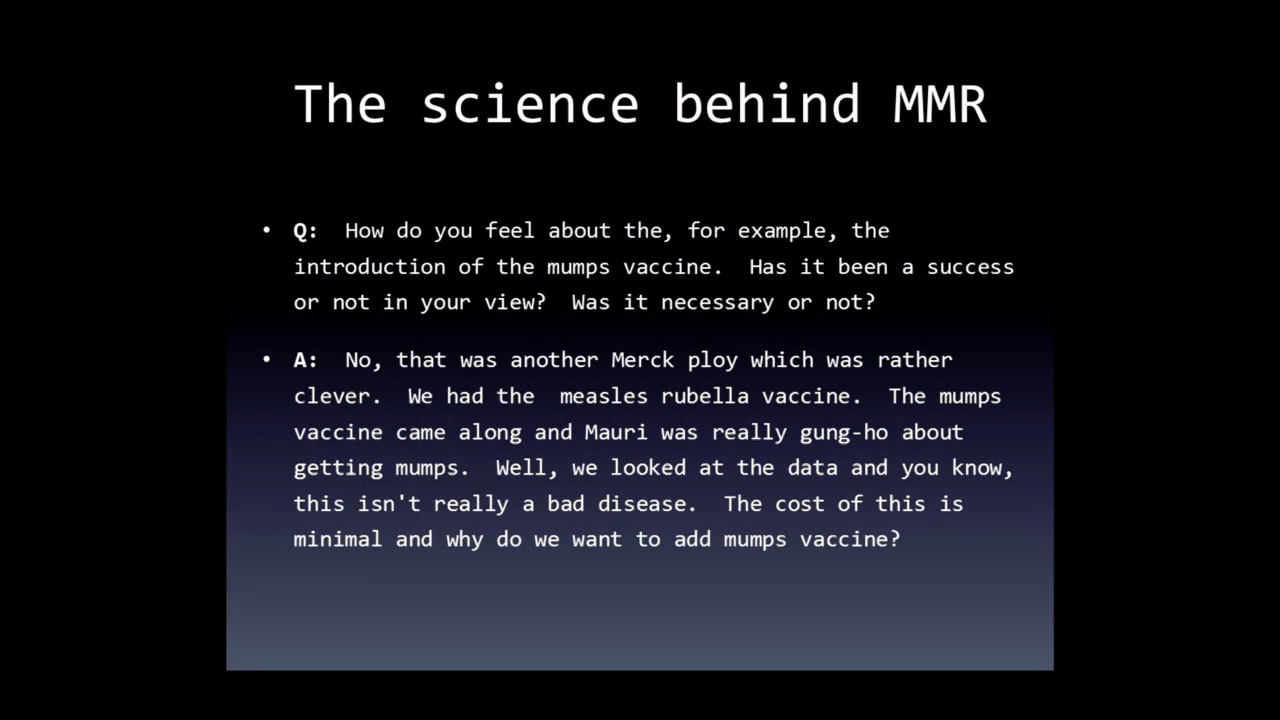 The science behind MMR
• Q:  How do you feel about the, for example, the
introduction of the mumps vaccine.  Has it been a success
or not in your view?  Was it necessary or not?
• A:  No, that was another Merck ploy which was rather
clever.  We had the  measles rubella vaccine.  The mumps
vaccine came along and Mauri was really gung-ho about
getting mumps.  Well, we looked at the data and you know,
this isn't really a bad disease.  The cost of this is
minimal and why do we want to add mumps vaccine?